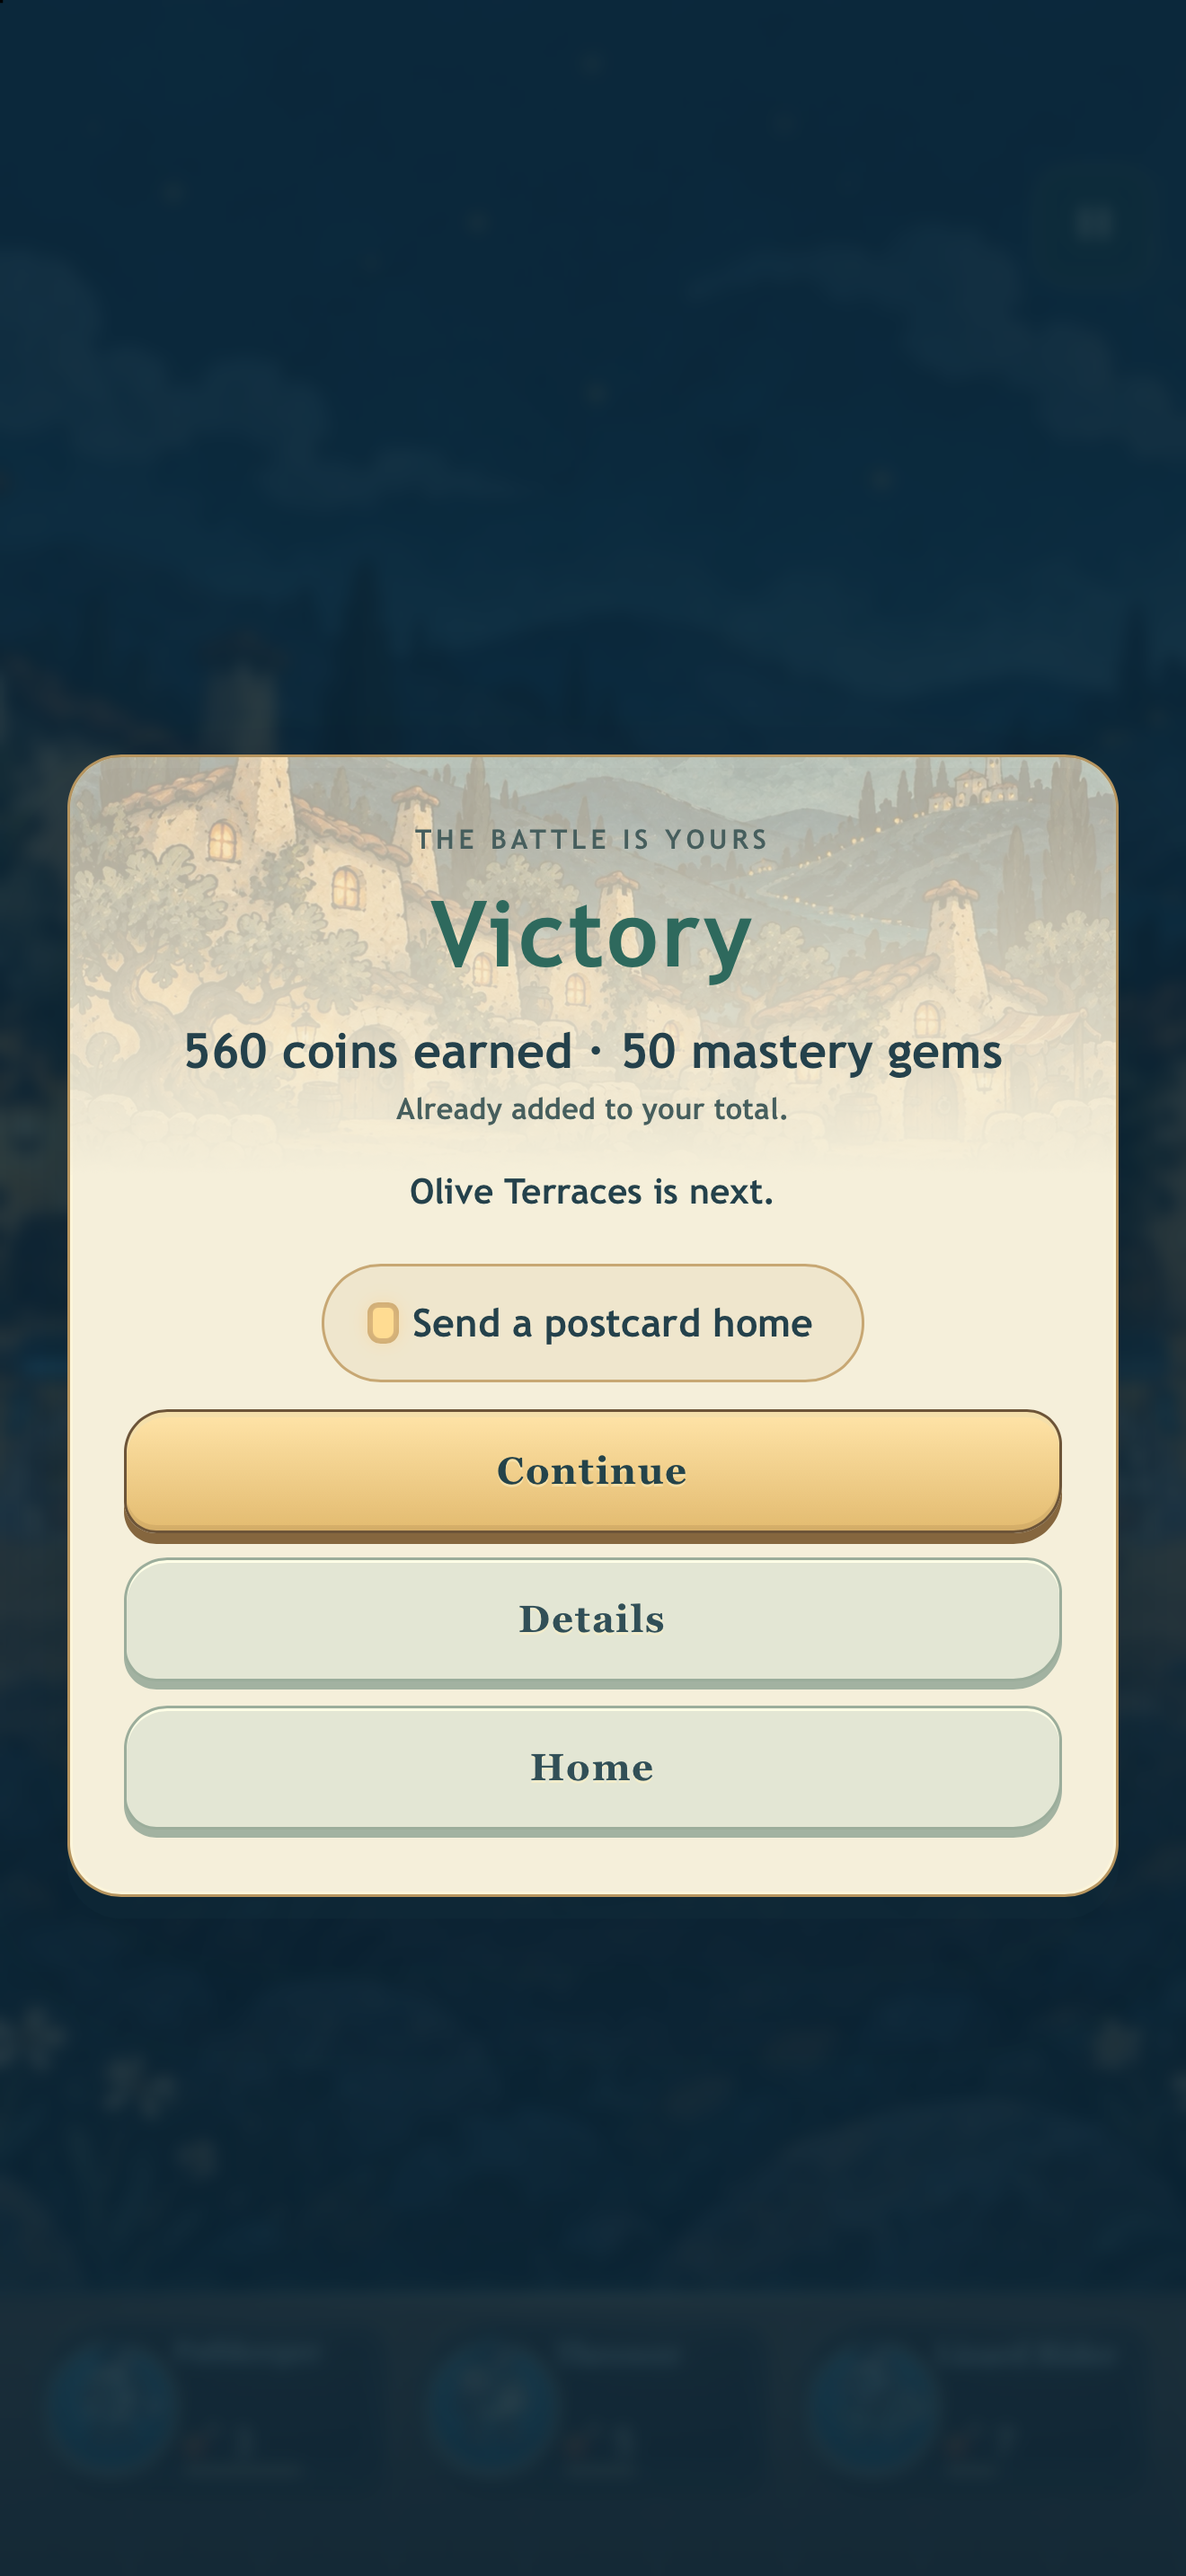 THE BATTLE IS YOURS
Victory
560 coins earned · 50 mastery gems
Already added to your total.
Olive Terraces is next.
Send a postcard home
Continue
Details
Home